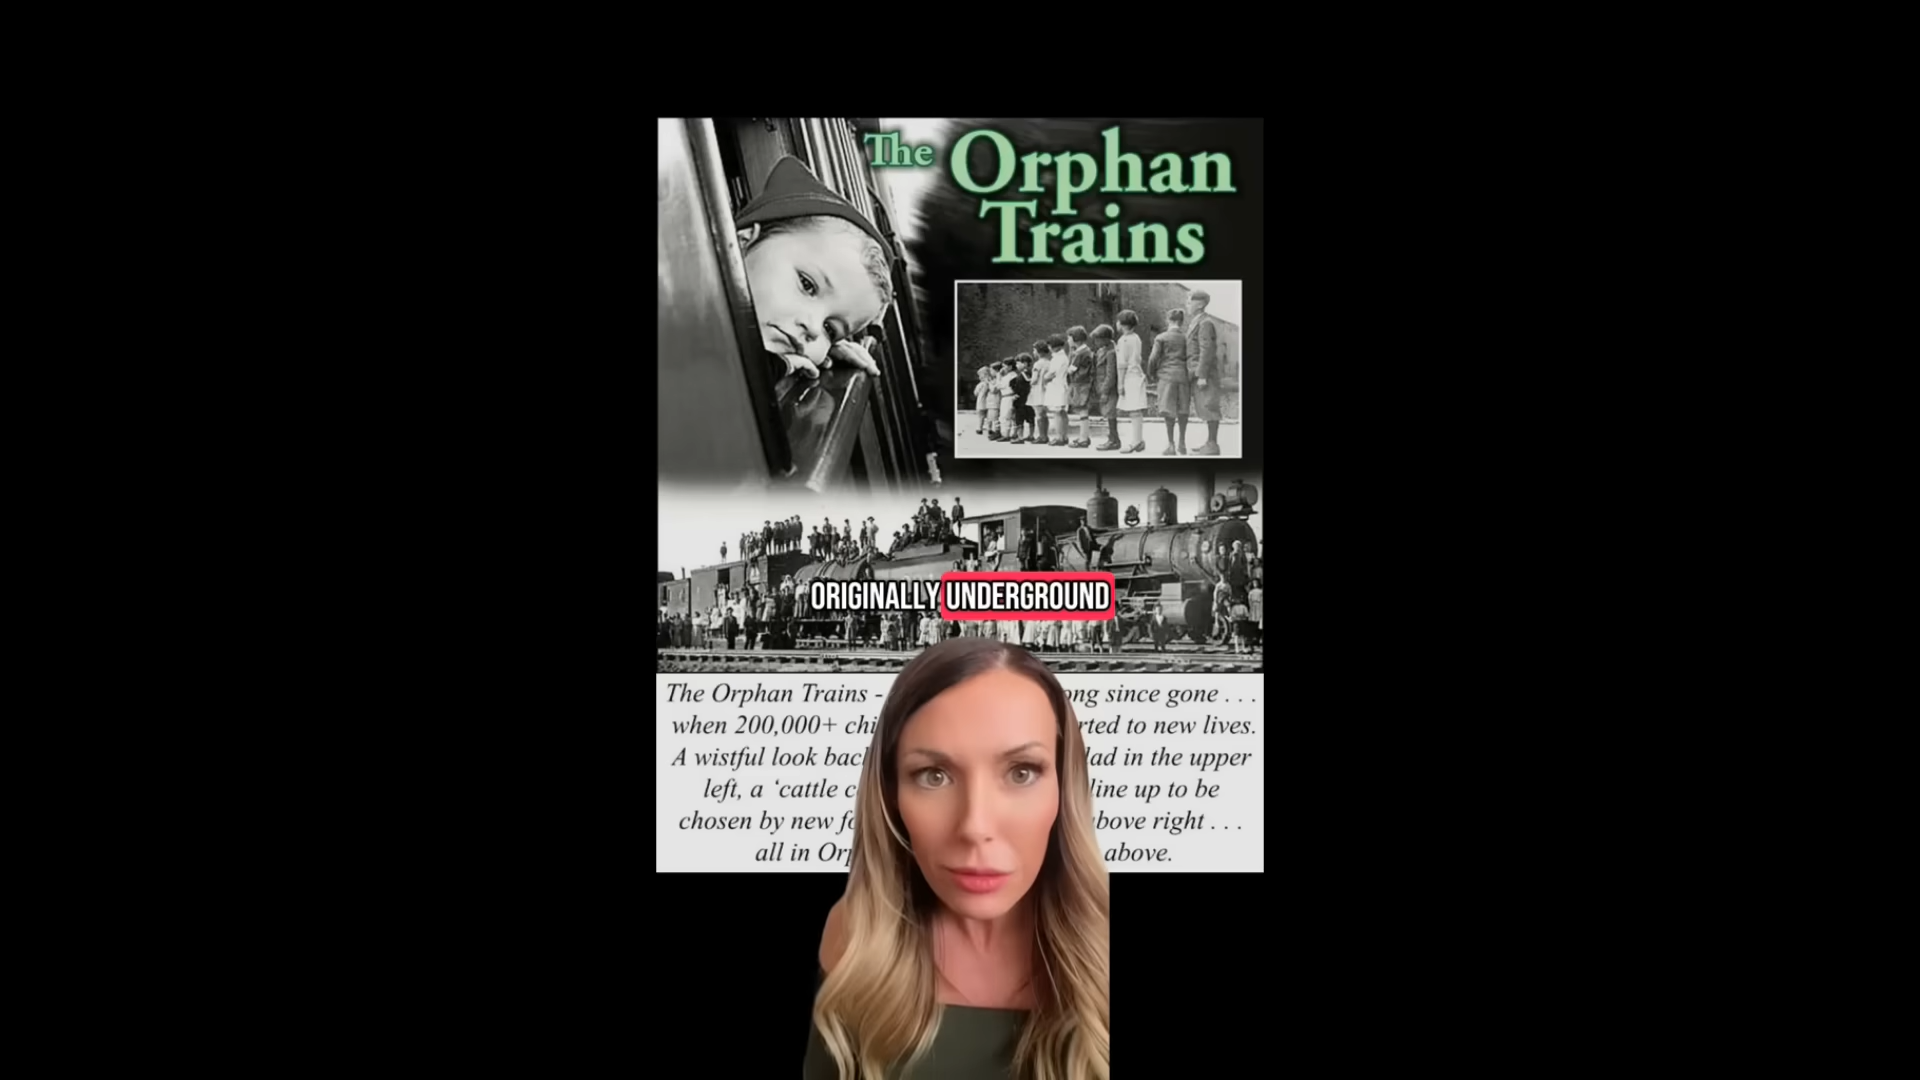 The Orphan
Trains
ORIGINALLY UNDERGROUND
The Orphan Trains - ong since gone . . .
when 200,000+ chi rted to new lives.
A wistful look bac lad in the upper
left, a ‘cattle c line up to be
chosen by new fo bove right . . .
all in Orp above.